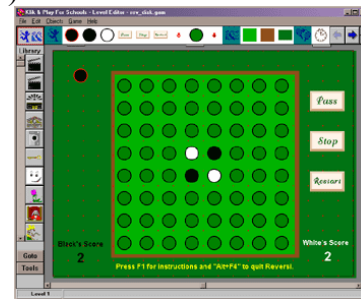 Klik & Play For Schools - Level Editor - rev_disk.gam
File Edit Objects Game Help
Library
Pass
Stop
Restart
Black's Score
2
White's Score
2
Press F1 for instructions and "Alt+F4" to quit Reversi.
Goto
Tools
Level 1